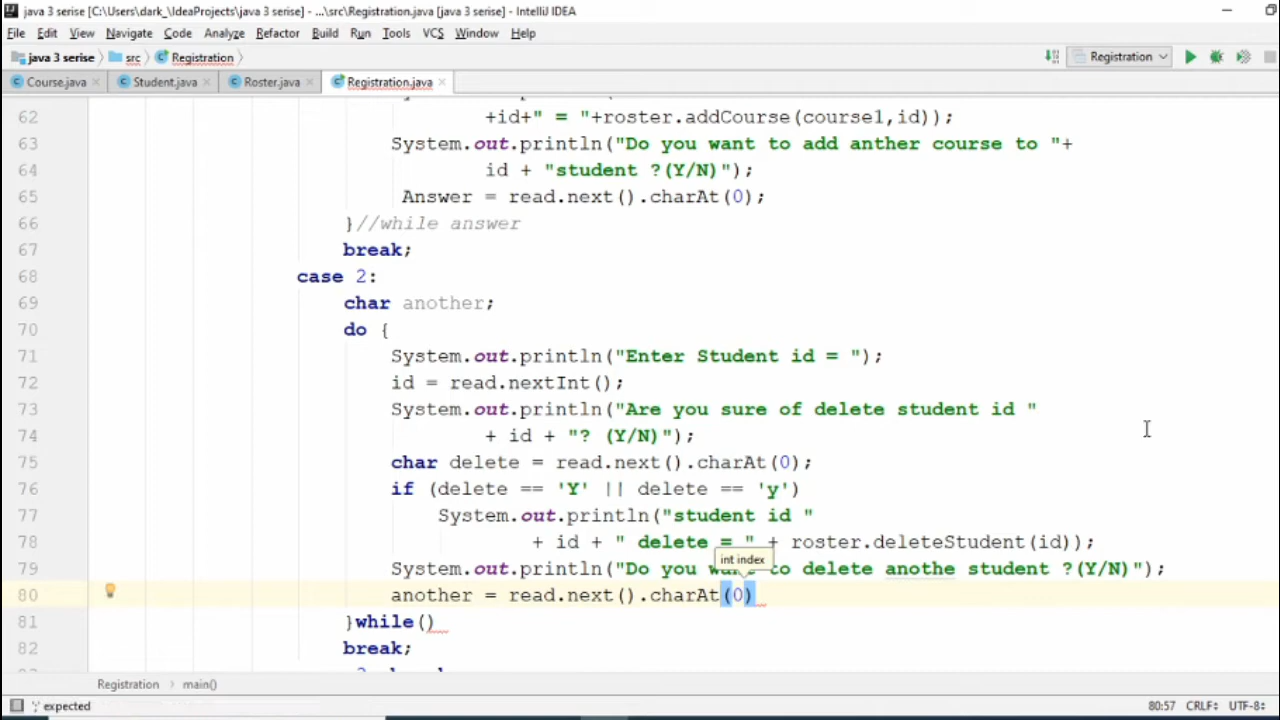 java 3 serise [C:\Users\dark_\IdeaProjects\java 3 serise] - ...\src\Registration.java [java 3 serise] - IntelliJ IDEA
File Edit View Navigate Code Analyze Refactor Build Run Tools VCS Window Help
java 3 serise src Registration Registration
Course.java Student.java Roster.java Registration.java
62 +id+" = "+roster.addCourse(course1,id));
63 System.out.println("Do you want to add anther course to "+
64 id + "student ?(Y/N)");
65 Answer = read.next().charAt(0);
66 }//while answer
67 break;
68 case 2:
69 char another;
70 do {
71 System.out.println("Enter Student id = ");
72 id = read.nextInt();
73 System.out.println("Are you sure of delete student id "
74 + id + "? (Y/N)");
75 char delete = read.next().charAt(0);
76 if (delete == 'Y' || delete == 'y')
77 System.out.println("student id "
78 + id + " delete = " + roster.deleteStudent(id));
int index
79 System.out.println("Do you want to delete anothe student ?(Y/N)");
80 another = read.next().charAt(0)
81 }while()
82 break;
Registration main()
';' expected 80:57 CRLF UTF-8